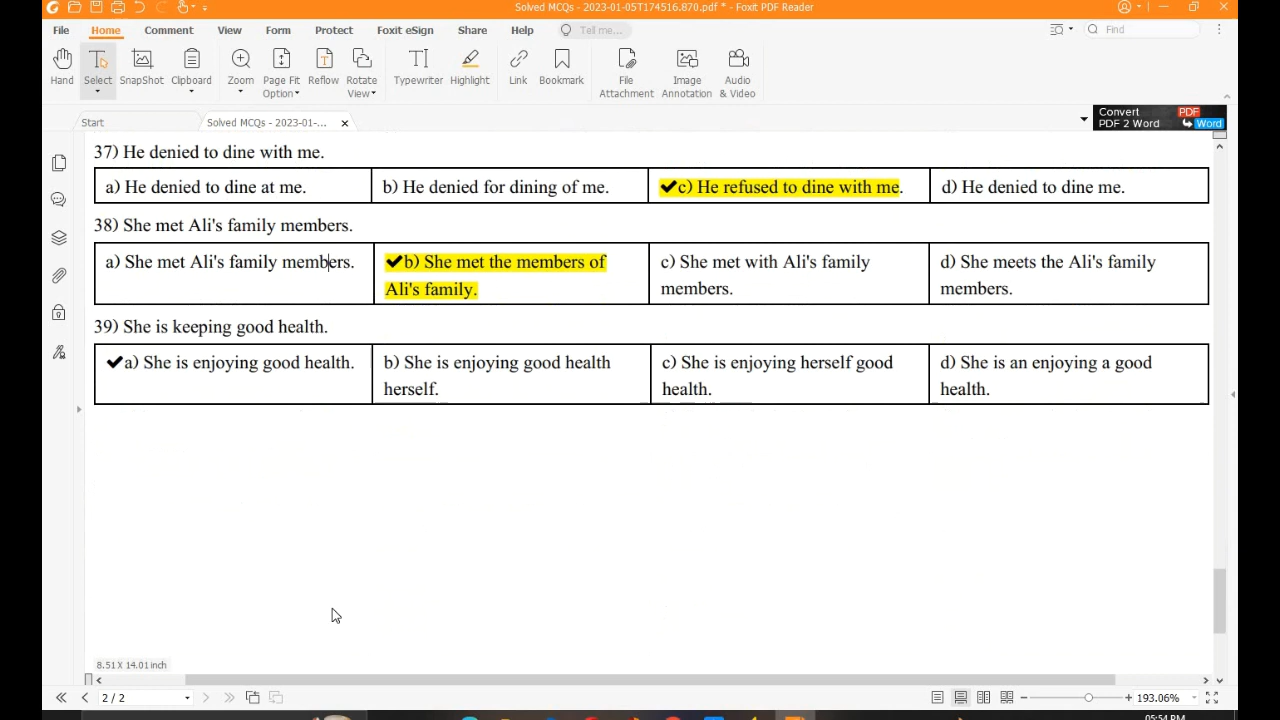 Solved MCQs - 2023-01-05T174516.870.pdf * - Foxit PDF Reader
File Home Comment View Form Protect Foxit eSign Share Help Tell me... Find
Hand Select SnapShot Clipboard Zoom Page Fit Option Reflow Rotate View Typewriter Highlight Link Bookmark File Attachment Image Annotation Audio & Video
Start Solved MCQs - 2023-01-... Convert PDF 2 Word PDF Word
37) He denied to dine with me.
a) He denied to dine at me. b) He denied for dining of me. ✔c) He refused to dine with me. d) He denied to dine me.
38) She met Ali's family members.
a) She met Ali's family members. ✔b) She met the members of Ali's family. c) She met with Ali's family members. d) She meets the Ali's family members.
39) She is keeping good health.
✔a) She is enjoying good health. b) She is enjoying good health herself. c) She is enjoying herself good health. d) She is an enjoying a good health.
8.51 X 14.01 inch
2 / 2 193.06%
05:54 PM